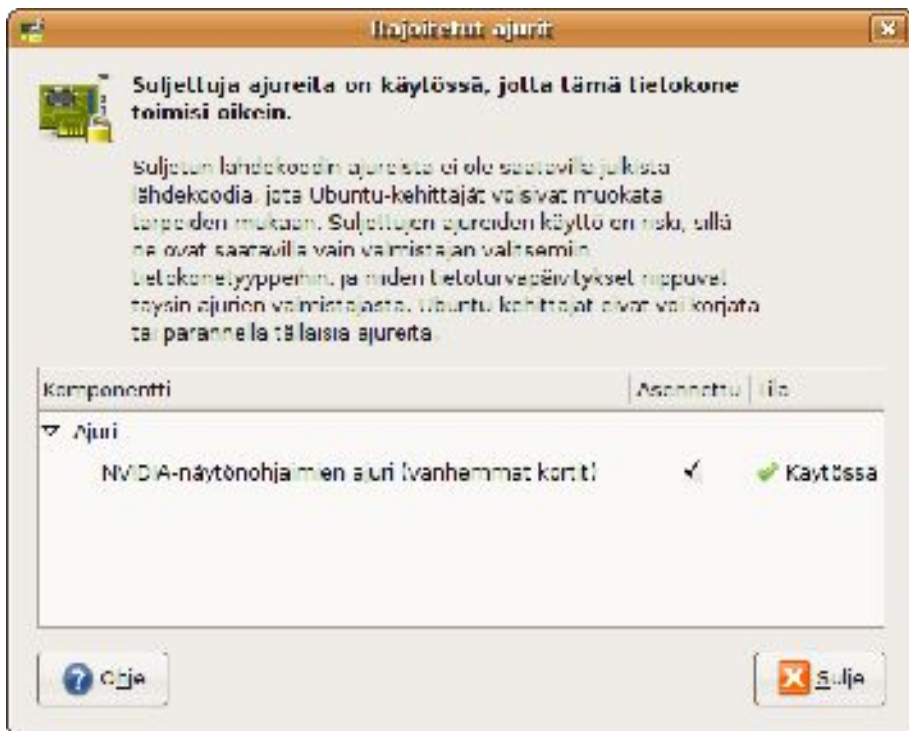 Rajoitetut ajurit
Suljettuja ajureita on käytössä, jotta tämä tietokone
toimisi oikein.
Suljetun lähdekoodin ajureista ei ole saatavilla julkista
lähdekoodia, jota Ubuntu-kehittäjät voisivat muokata
tarpeiden mukaan. Suljettujen ajureiden käyttö on riski, sillä
ne ovat saatavilla vain valmistajan valitsemiin
tietokonetyyppeihin, ja niiden tietoturvapäivitykset riippuvat
täysin ajurien valmistajasta. Ubuntu-kehittäjät eivät voi korjata
tai parannella tällaisia ajureita.
Komponentti Asennettu Tila
Ajuri
NVIDIA-näytönohjaimien ajuri (vanhemmat kortit) Käytössä
Ohje Sulje